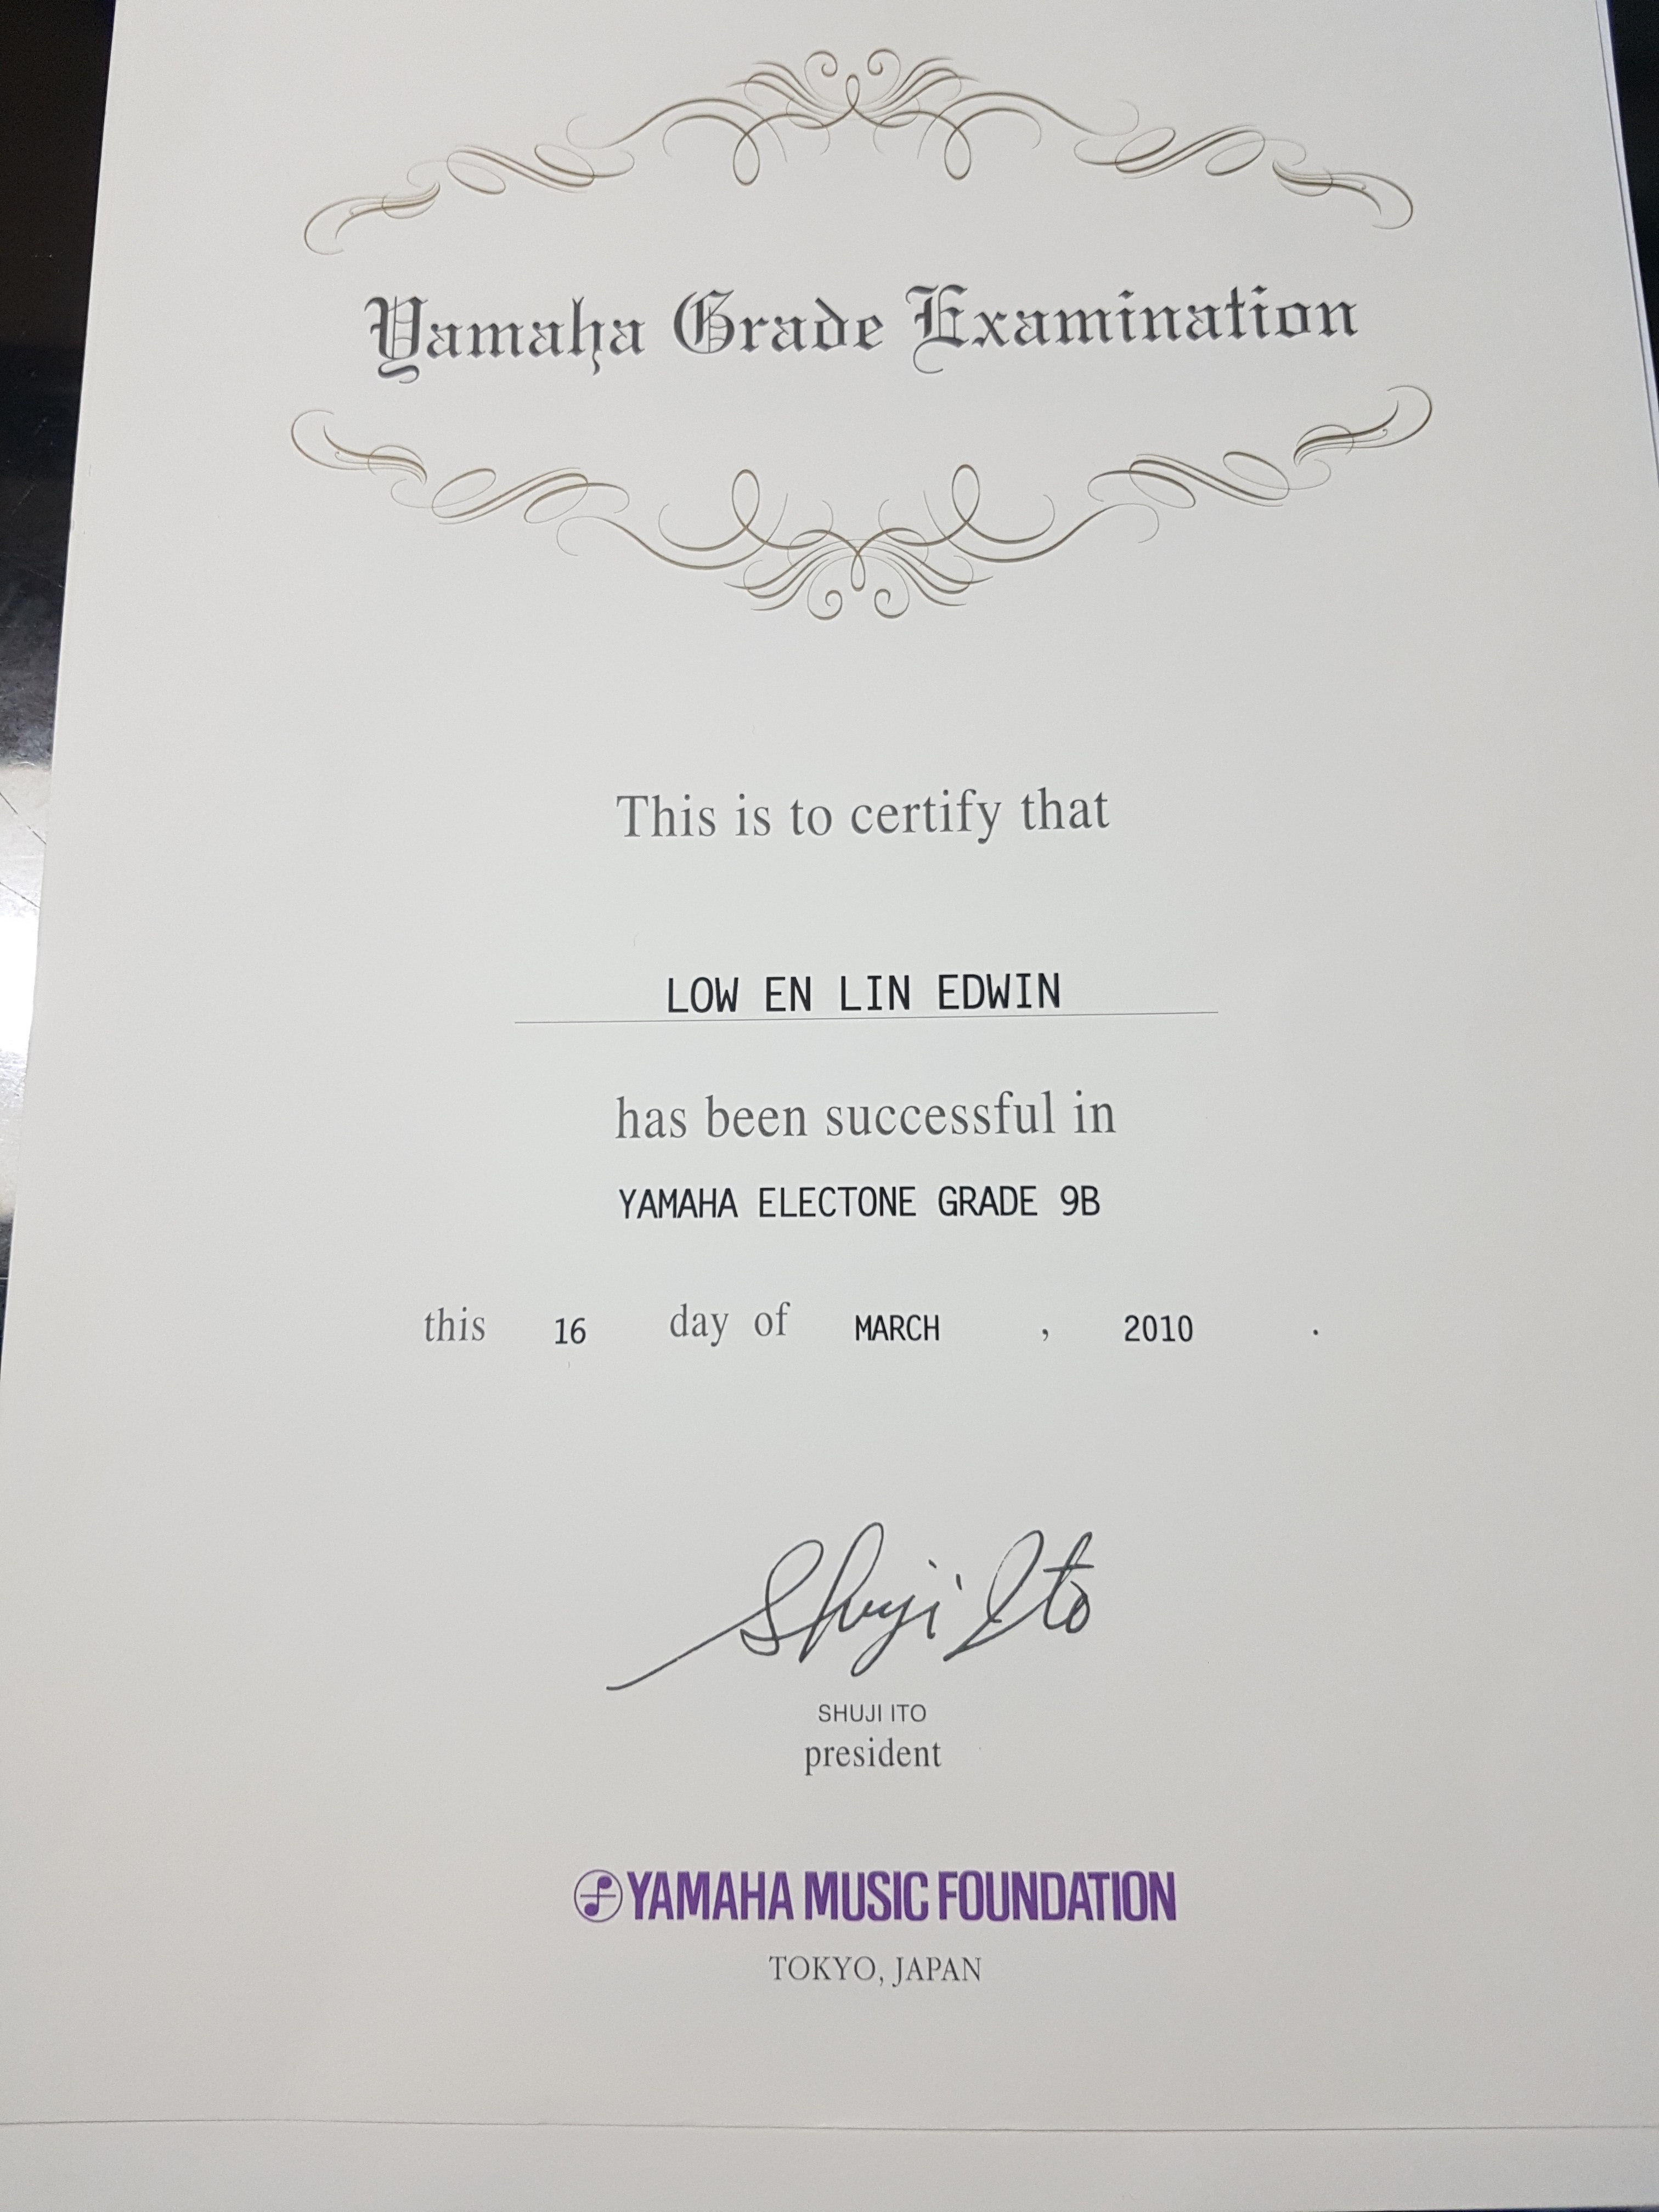 Yamaha Grade Examination
This is to certify that
LOW EN LIN EDWIN
has been successful in
YAMAHA ELECTONE GRADE 9B
this 16 day of MARCH , 2010 .
Shuji Ito
SHUJI ITO
president
YAMAHA MUSIC FOUNDATION
TOKYO, JAPAN